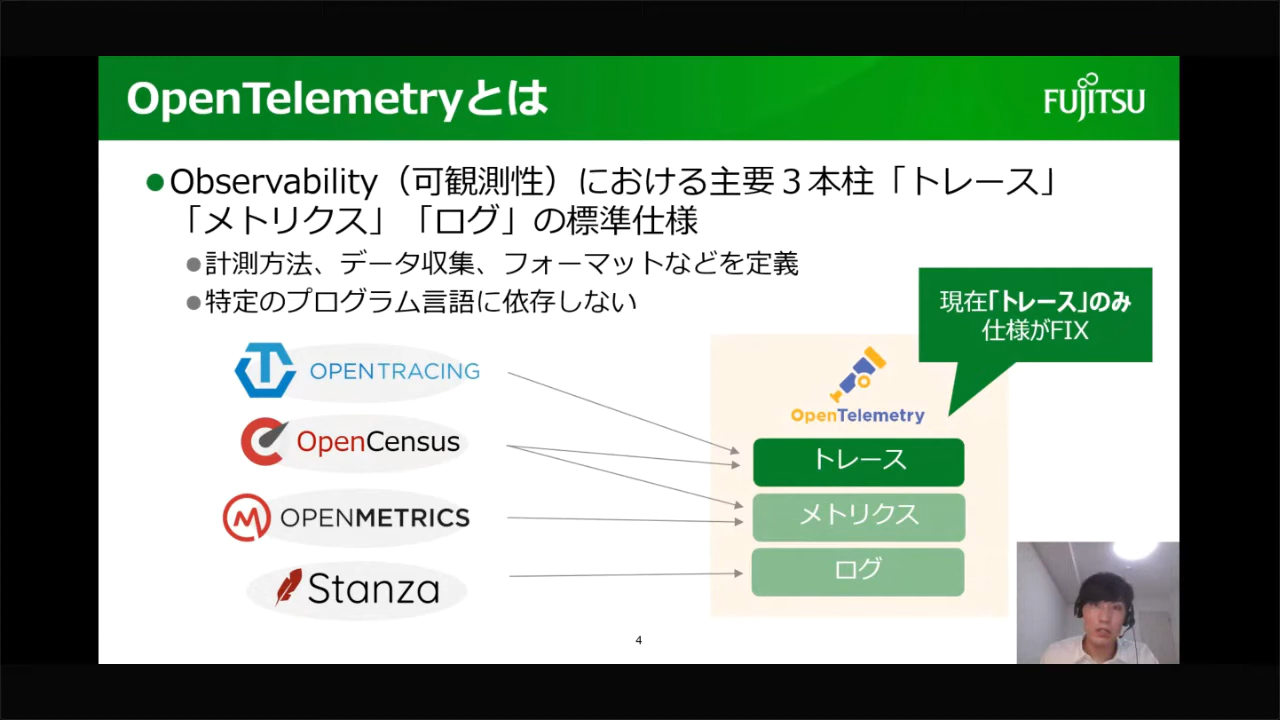 OpenTelemetryとは
FUJITSU
Observability（可観測性）における主要３本柱「トレース」
「メトリクス」「ログ」の標準仕様
計測方法、データ収集、フォーマットなどを定義
特定のプログラム言語に依存しない
現在「トレース」のみ
仕様がFIX
OPENTRACING
OpenCensus
OPENMETRICS
Stanza
OpenTelemetry
トレース
メトリクス
ログ
4